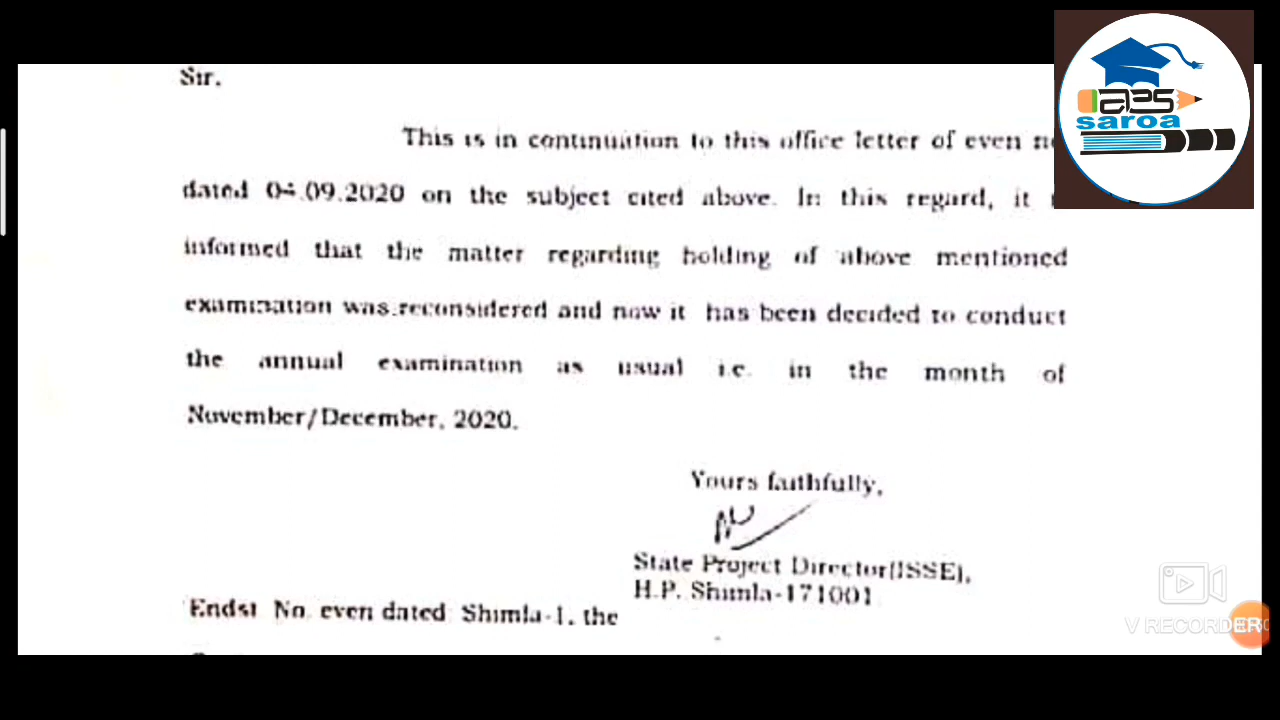 Sir.
This is in continuation to this office letter of even
dated 04.09.2020 on the subject cited above. In this regard, it
informed that the matter regarding holding of above mentioned
examination was reconsidered and now it has been decided to conduct
the annual examination as usual i.e. in the month of
November/December, 2020.
Yours faithfully,
State Project Director(ISSE),
H.P. Shimla-171001
Endst No. even dated Shimla-1, the
saroa
V RECORDER